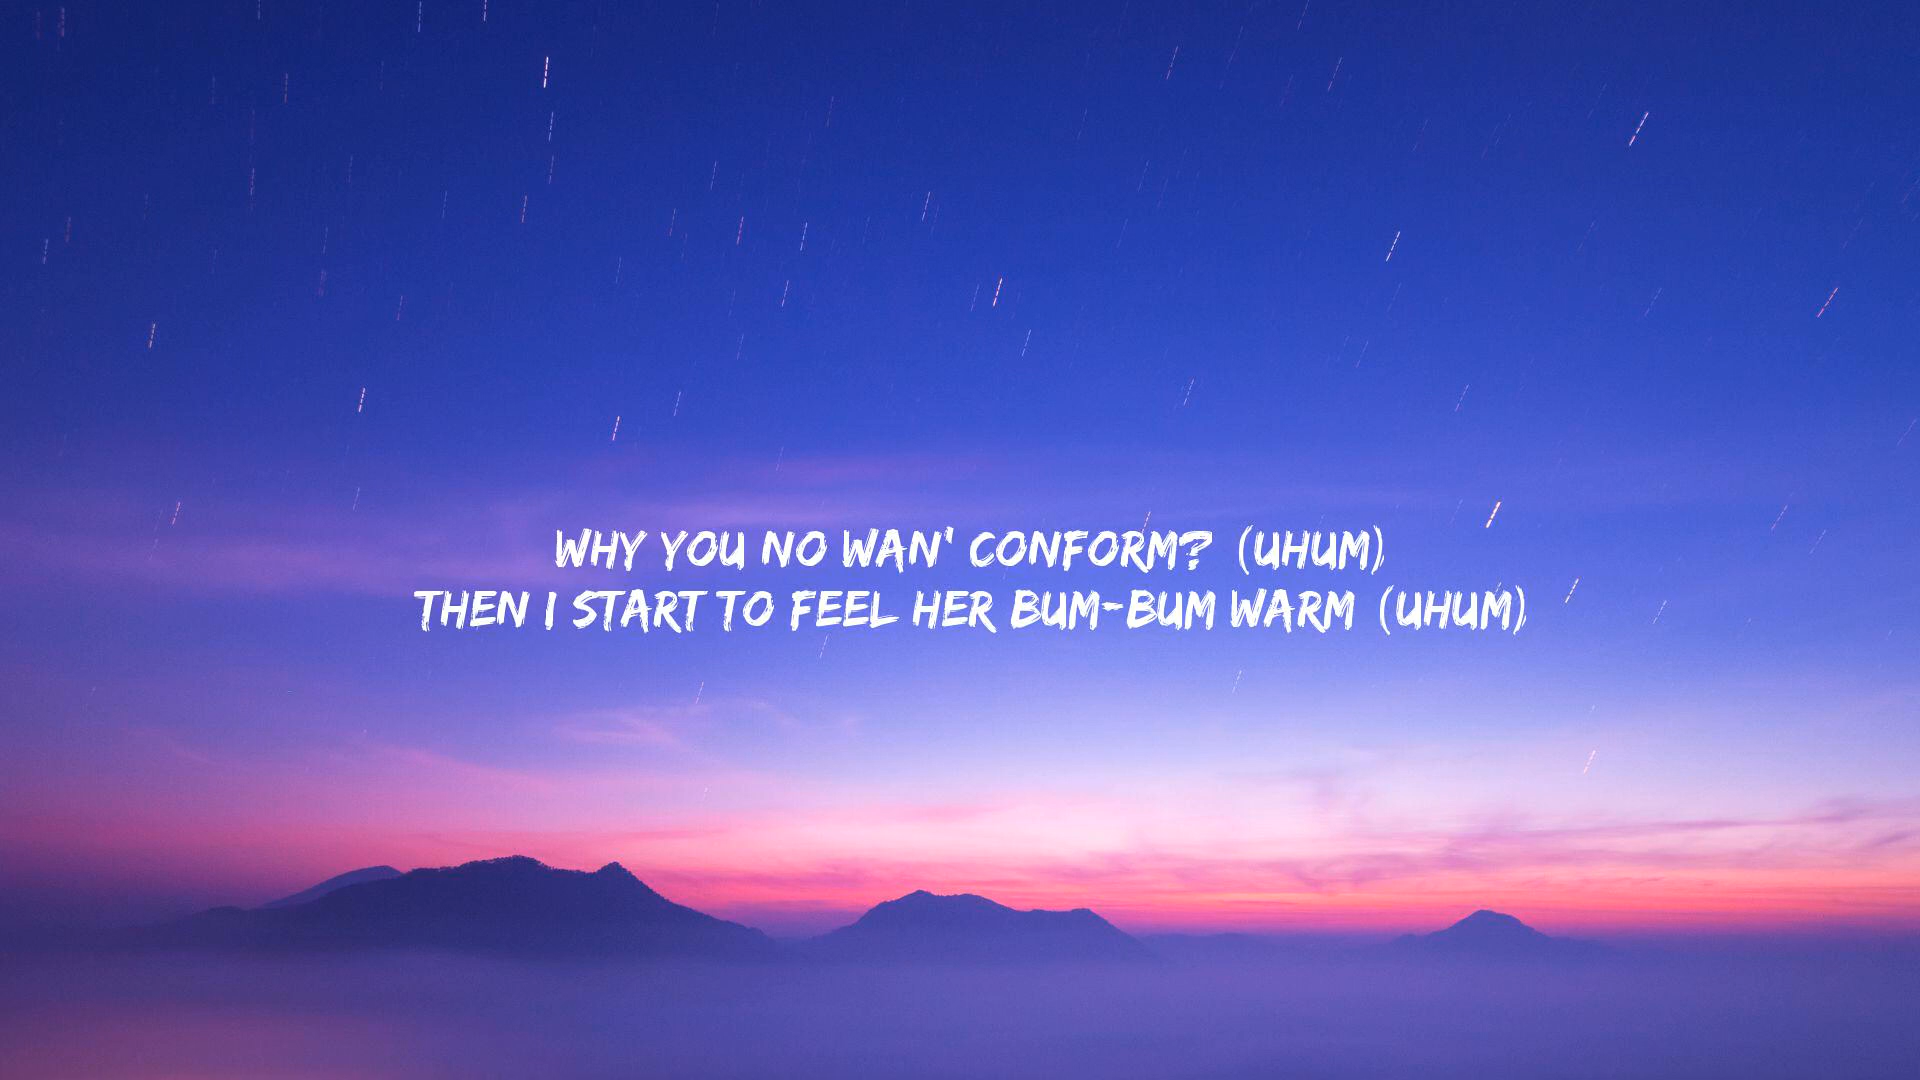 WHY YOU NO WAN' CONFORM? (UHUM)
THEN I START TO FEEL HER BUM-BUM WARM (UHUM)